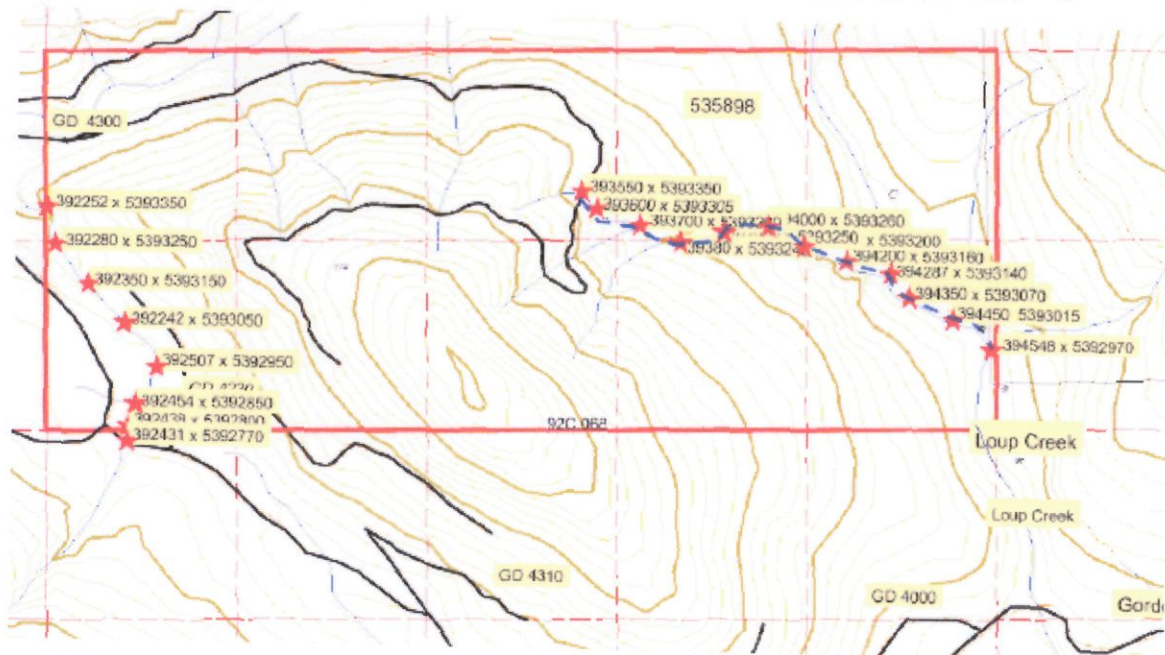 535898
GD 4300
392252 x 5393350
392280 x 5393250
392350 x 5393150
392242 x 5393050
392507 x 5392950
392454 x 5392850
392431 x 5392770
393550 x 5393350
393600 x 5393305
393700 x
4000 x 5393260
39380 x
5393250
x 5393200
394200 x 5393160
394287 x 5393140
394350 x 5393070
394450 5393015
394548 x 5392970
92C 068
Loup Creek
Loup Creek
GD 4310
GD 4000
Gord